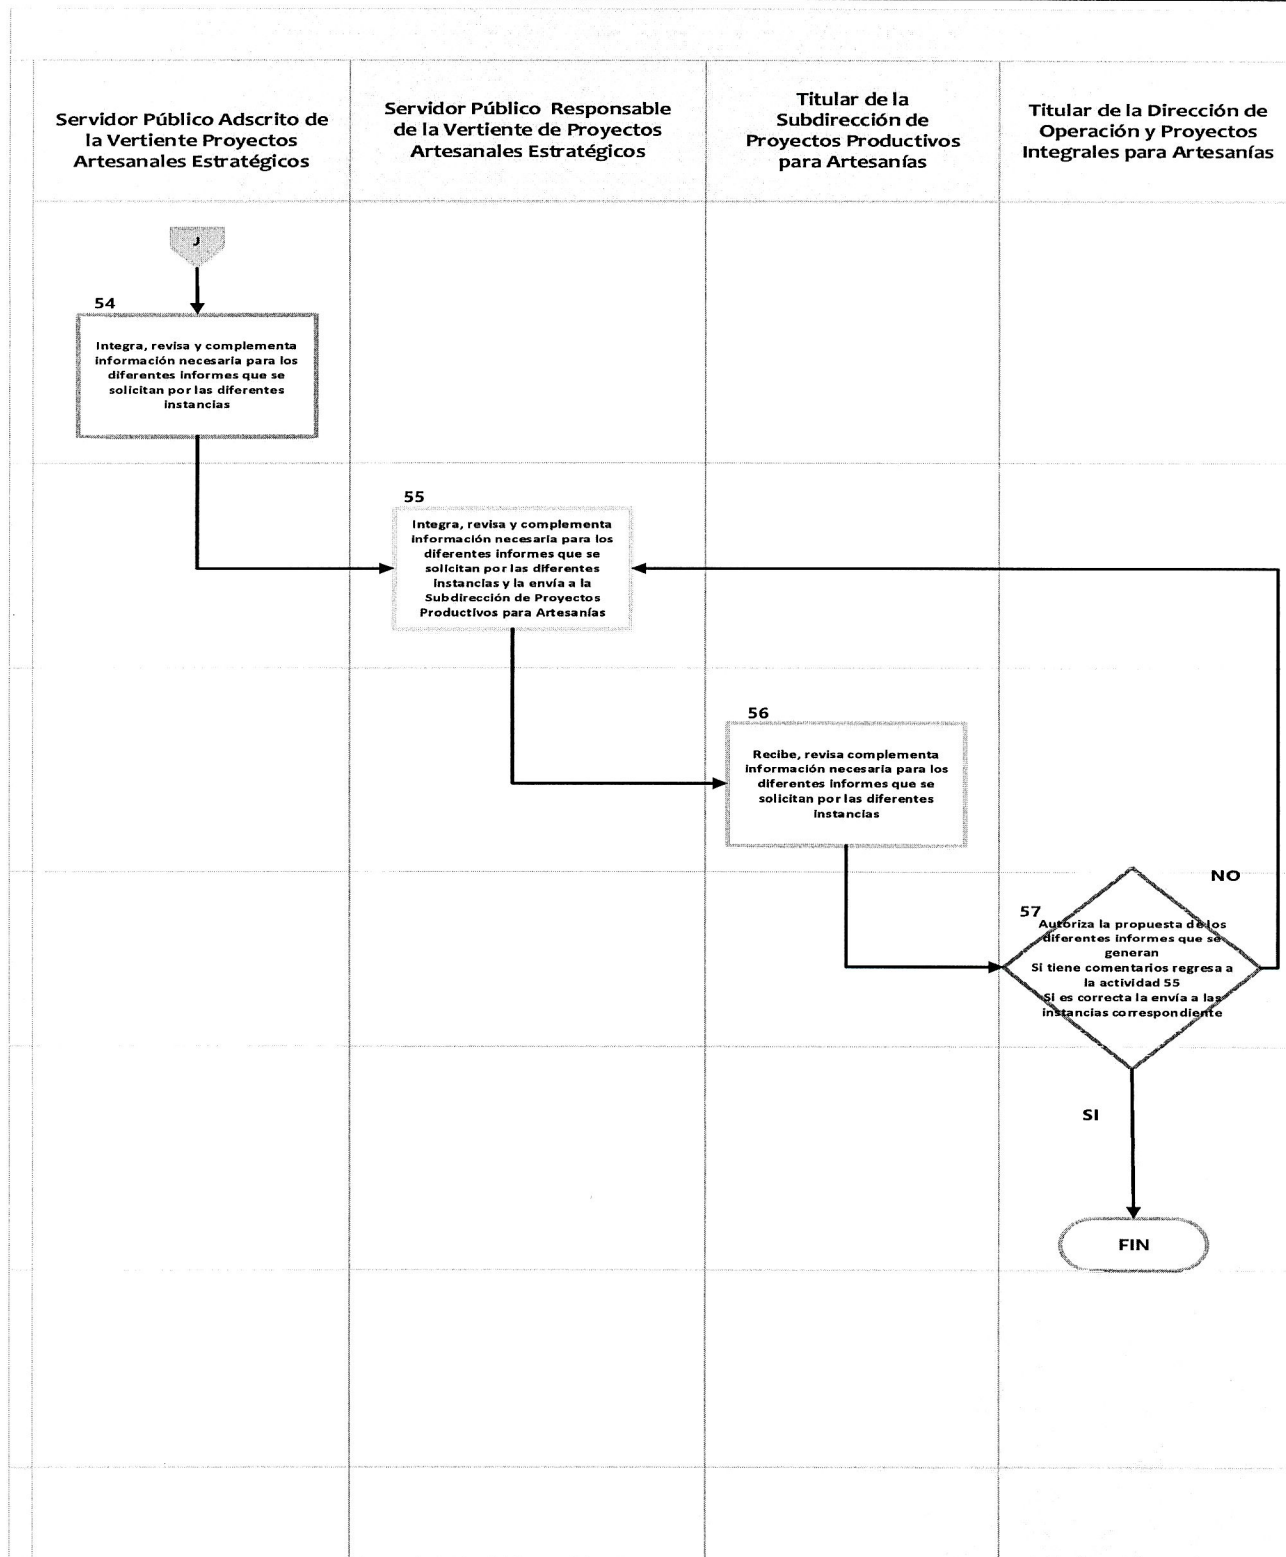 Servidor Público Adscrito de
la Vertiente Proyectos
Artesanales Estratégicos
Servidor Público Responsable
de la Vertiente de Proyectos
Artesanales Estratégicos
Titular de la
Subdirección de
Proyectos Productivos
para Artesanías
Titular de la Dirección de
Operación y Proyectos
Integrales para Artesanías
J
54
Integra, revisa y complementa
información necesaria para los
diferentes informes que se
solicitan por las diferentes
instancias
55
Integra, revisa y complementa
información necesaria para los
diferentes informes que se
solicitan por las diferentes
instancias y la envía a la
Subdirección de Proyectos
Productivos para Artesanías
56
Recibe, revisa complementa
información necesaria para los
diferentes informes que se
solicitan por las diferentes
instancias
NO
57
Autoriza la propuesta de los
diferentes informes que se
generan
Si tiene comentarios regresa a
la actividad 55
Si es correcta la envía a las
instancias correspondiente
SI
FIN